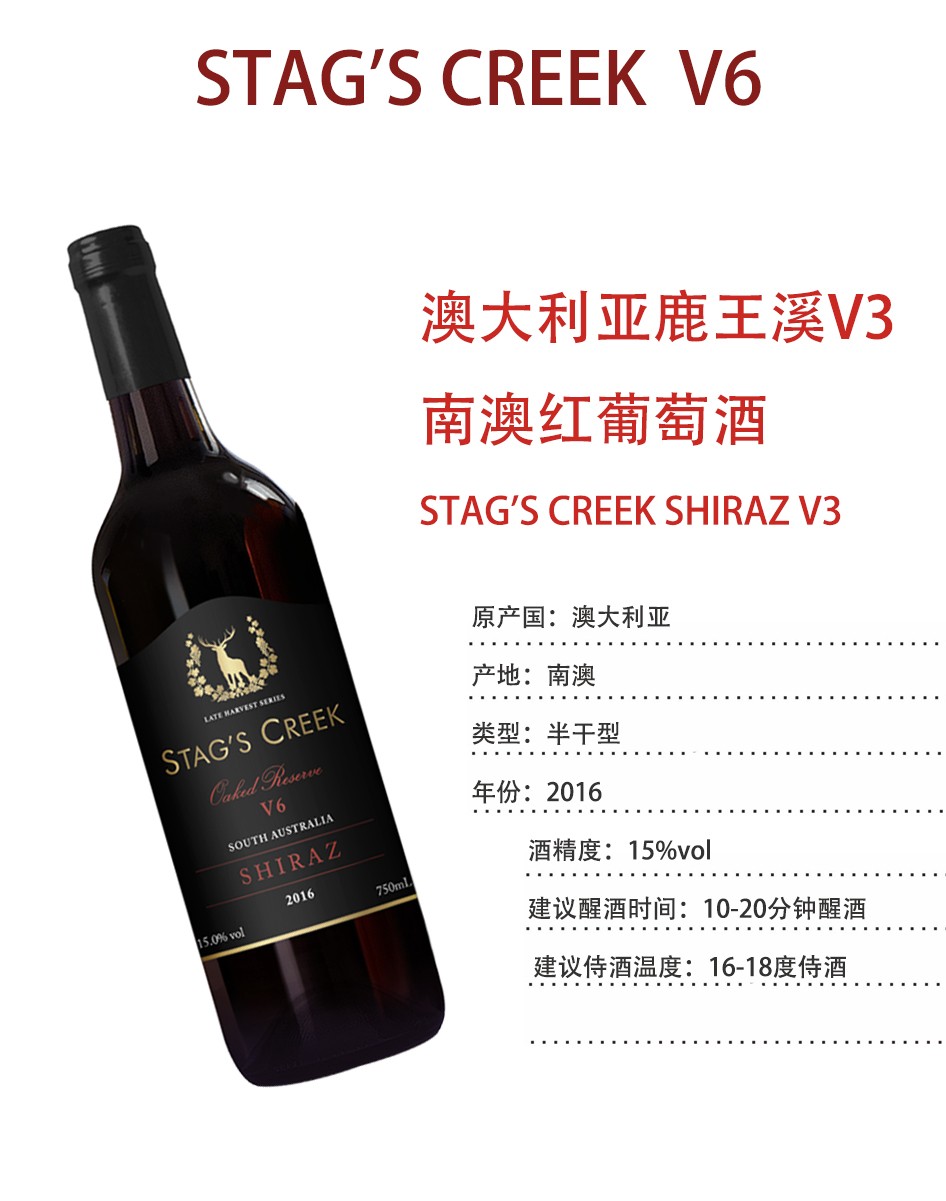 STAG'S CREEK V6
澳大利亚鹿王溪V3
南澳红葡萄酒
STAG'S CREEK SHIRAZ V3
原产国：澳大利亚
产地：南澳
类型：半干型
年份：2016
酒精度：15%vol
建议醒酒时间：10-20分钟醒酒
建议侍酒温度：16-18度侍酒
LATE HARVEST SERIES
STAG'S CREEK
Oaked Reserve
V6
SOUTH AUSTRALIA
SHIRAZ
2016
750mL
15.0% vol